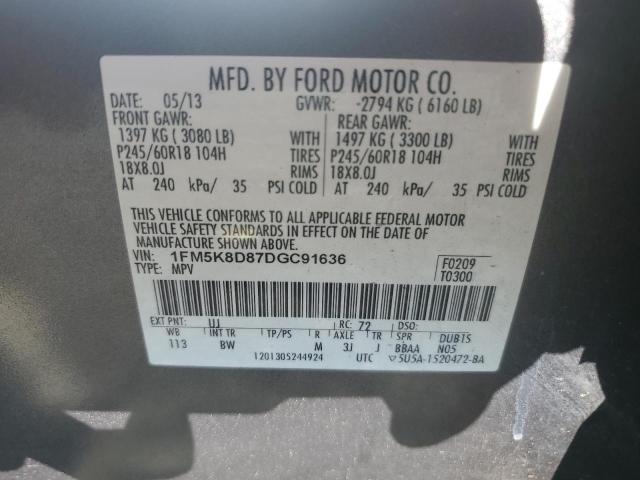 MFD. BY FORD MOTOR CO.
DATE: 05/13 GVWR: -2794 KG ( 6160 LB)
FRONT GAWR: REAR GAWR:
1397 KG ( 3080 LB) WITH 1497 KG ( 3300 LB) WITH
P245/60R18 104H TIRES P245/60R18 104H TIRES
18X8.0J RIMS 18X8.0J RIMS
AT 240 kPa/ 35 PSI COLD AT 240 kPa/ 35 PSI COLD
THIS VEHICLE CONFORMS TO ALL APPLICABLE FEDERAL MOTOR
VEHICLE SAFETY STANDARDS IN EFFECT ON THE DATE OF
MANUFACTURE SHOWN ABOVE.
VIN: 1FM5K8D87DGC91636 F0209
TYPE: MPV T0300
EXT PNT: UJ RC: 72 DSO:
WB INT TR TP/PS R AXLE TR SPR DUB1S
113 BW M 3J J BBAA N05
1201305244924 UTC 5U5A-1520472-BA